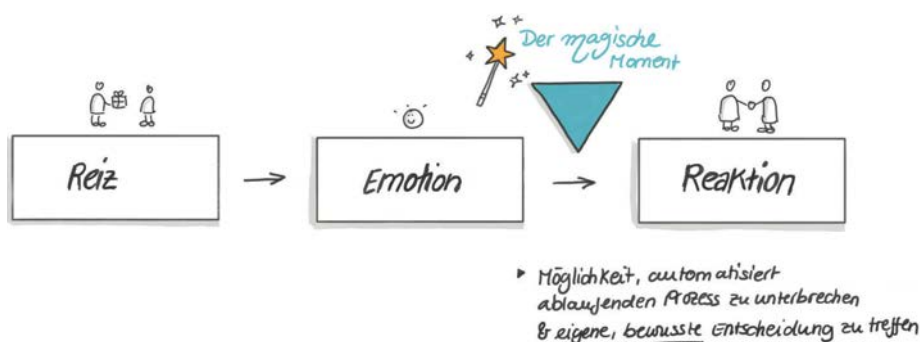 Der magische
Moment
Reiz
Emotion
Reaktion
Möglichkeit, automatisiert
ablaufenden Prozess zu unterbrechen
& eigene, bewusste Entscheidung zu treffen